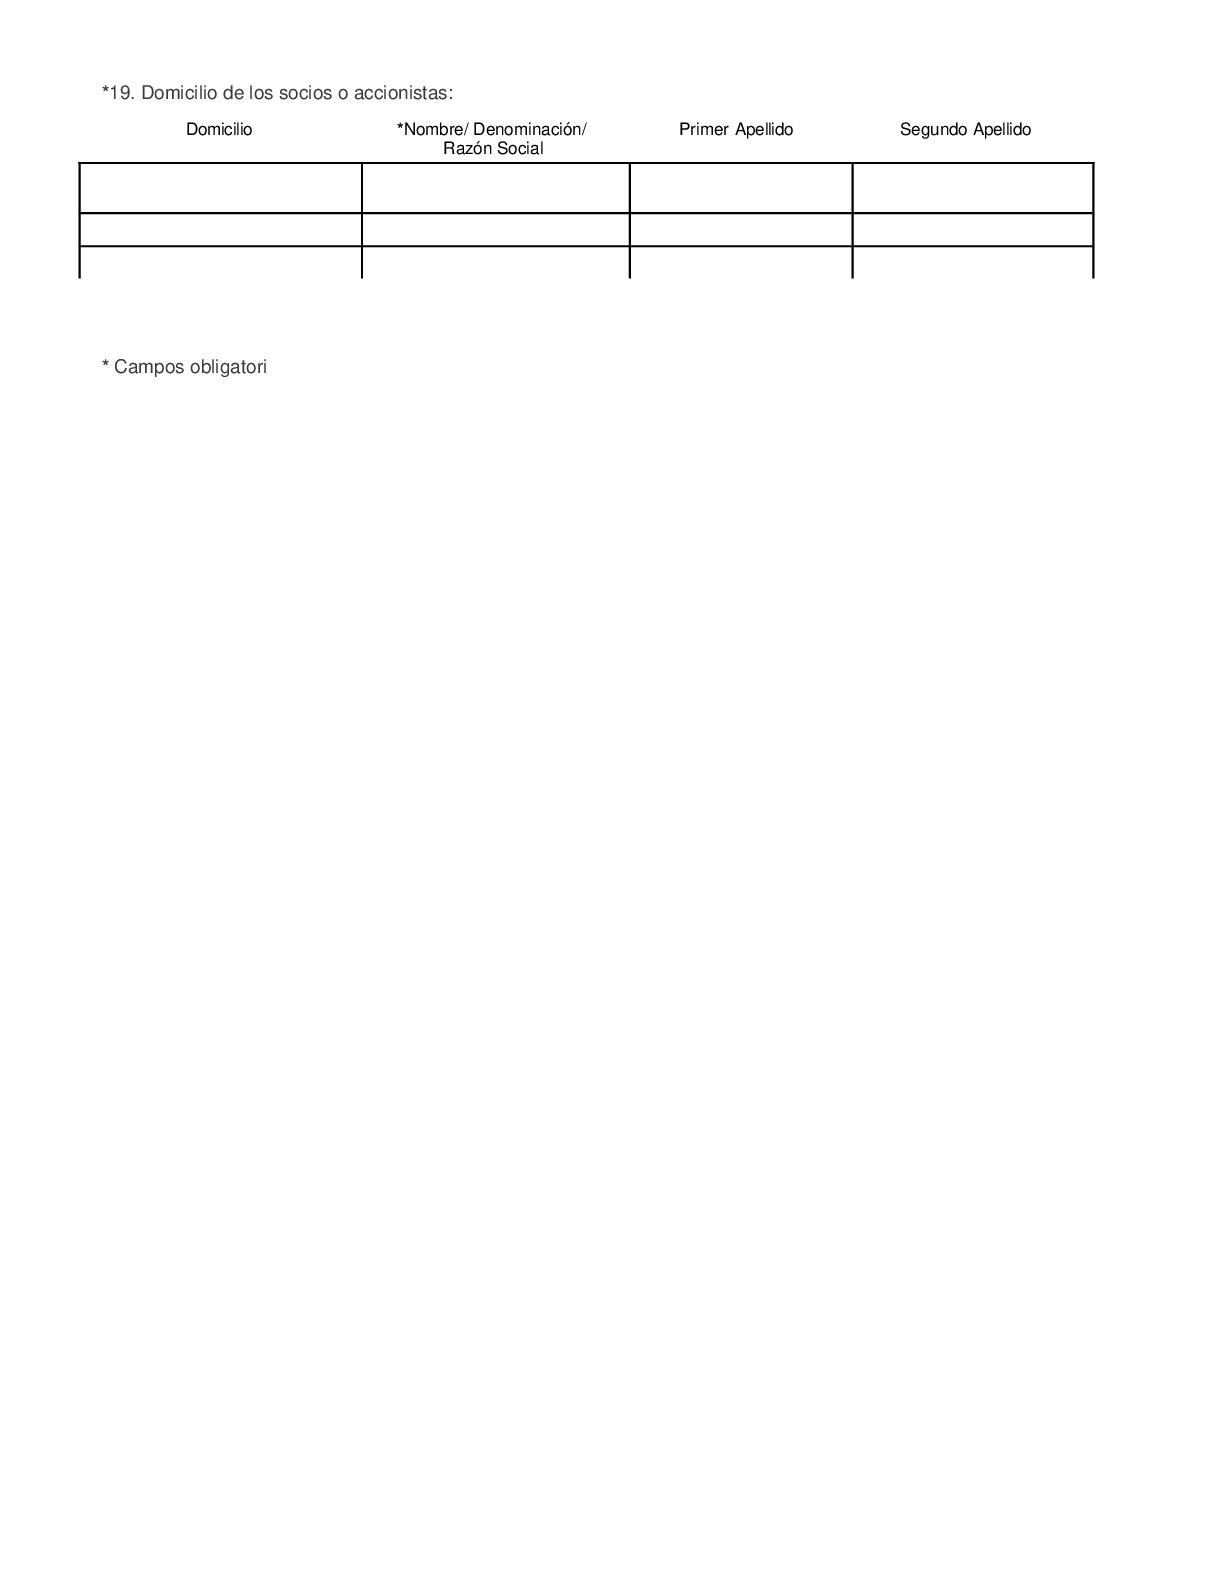 *19. Domicilio de los socios o accionistas:
Domicilio *Nombre/ Denominación/ Primer Apellido Segundo Apellido
Razón Social
* Campos obligatori